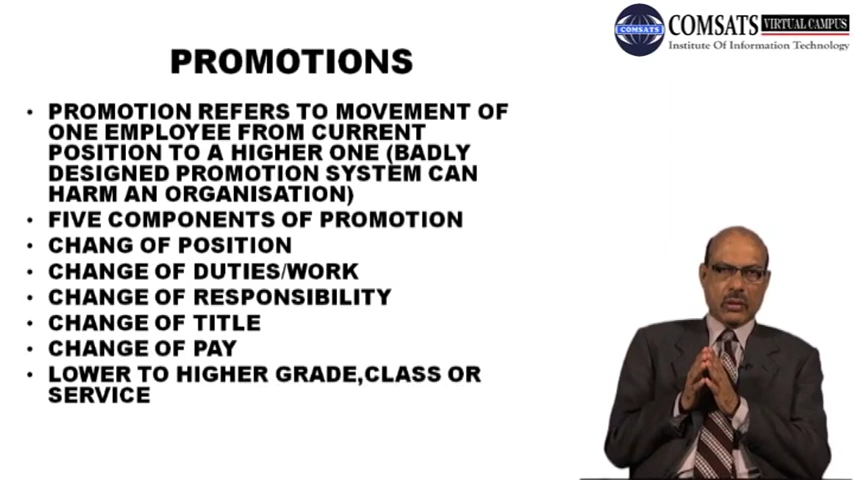 COMSATS
COMSATS VIRTUAL CAMPUS
Institute Of Information Technology
PROMOTIONS
• PROMOTION REFERS TO MOVEMENT OF
ONE EMPLOYEE FROM CURRENT
POSITION TO A HIGHER ONE (BADLY
DESIGNED PROMOTION SYSTEM CAN
HARM AN ORGANISATION)
• FIVE COMPONENTS OF PROMOTION
• CHANG OF POSITION
• CHANGE OF DUTIES/WORK
• CHANGE OF RESPONSIBILITY
• CHANGE OF TITLE
• CHANGE OF PAY
• LOWER TO HIGHER GRADE,CLASS OR
SERVICE